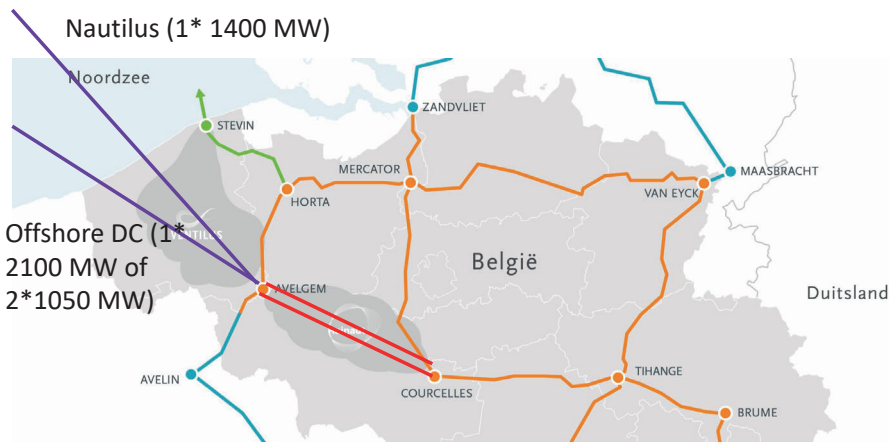 Nautilus (1* 1400 MW)
Noordzee
ZANDVLIET
STEVIN
MERCATOR
MAASBRACHT
VAN EYCK
HORTA
Offshore DC (1*
VENTILUS
2100 MW of
2*1050 MW)
België
AVELGEM
Duitsland
AVELIN
TIHANGE
COURCELLES
BRUME